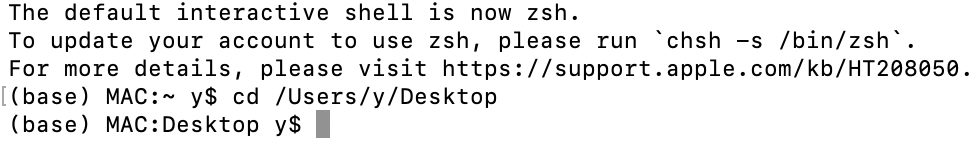 The default interactive shell is now zsh.
To update your account to use zsh, please run `chsh -s /bin/zsh`.
For more details, please visit https://support.apple.com/kb/HT208050.
[(base) MAC:~ y$ cd /Users/y/Desktop
(base) MAC:Desktop y$